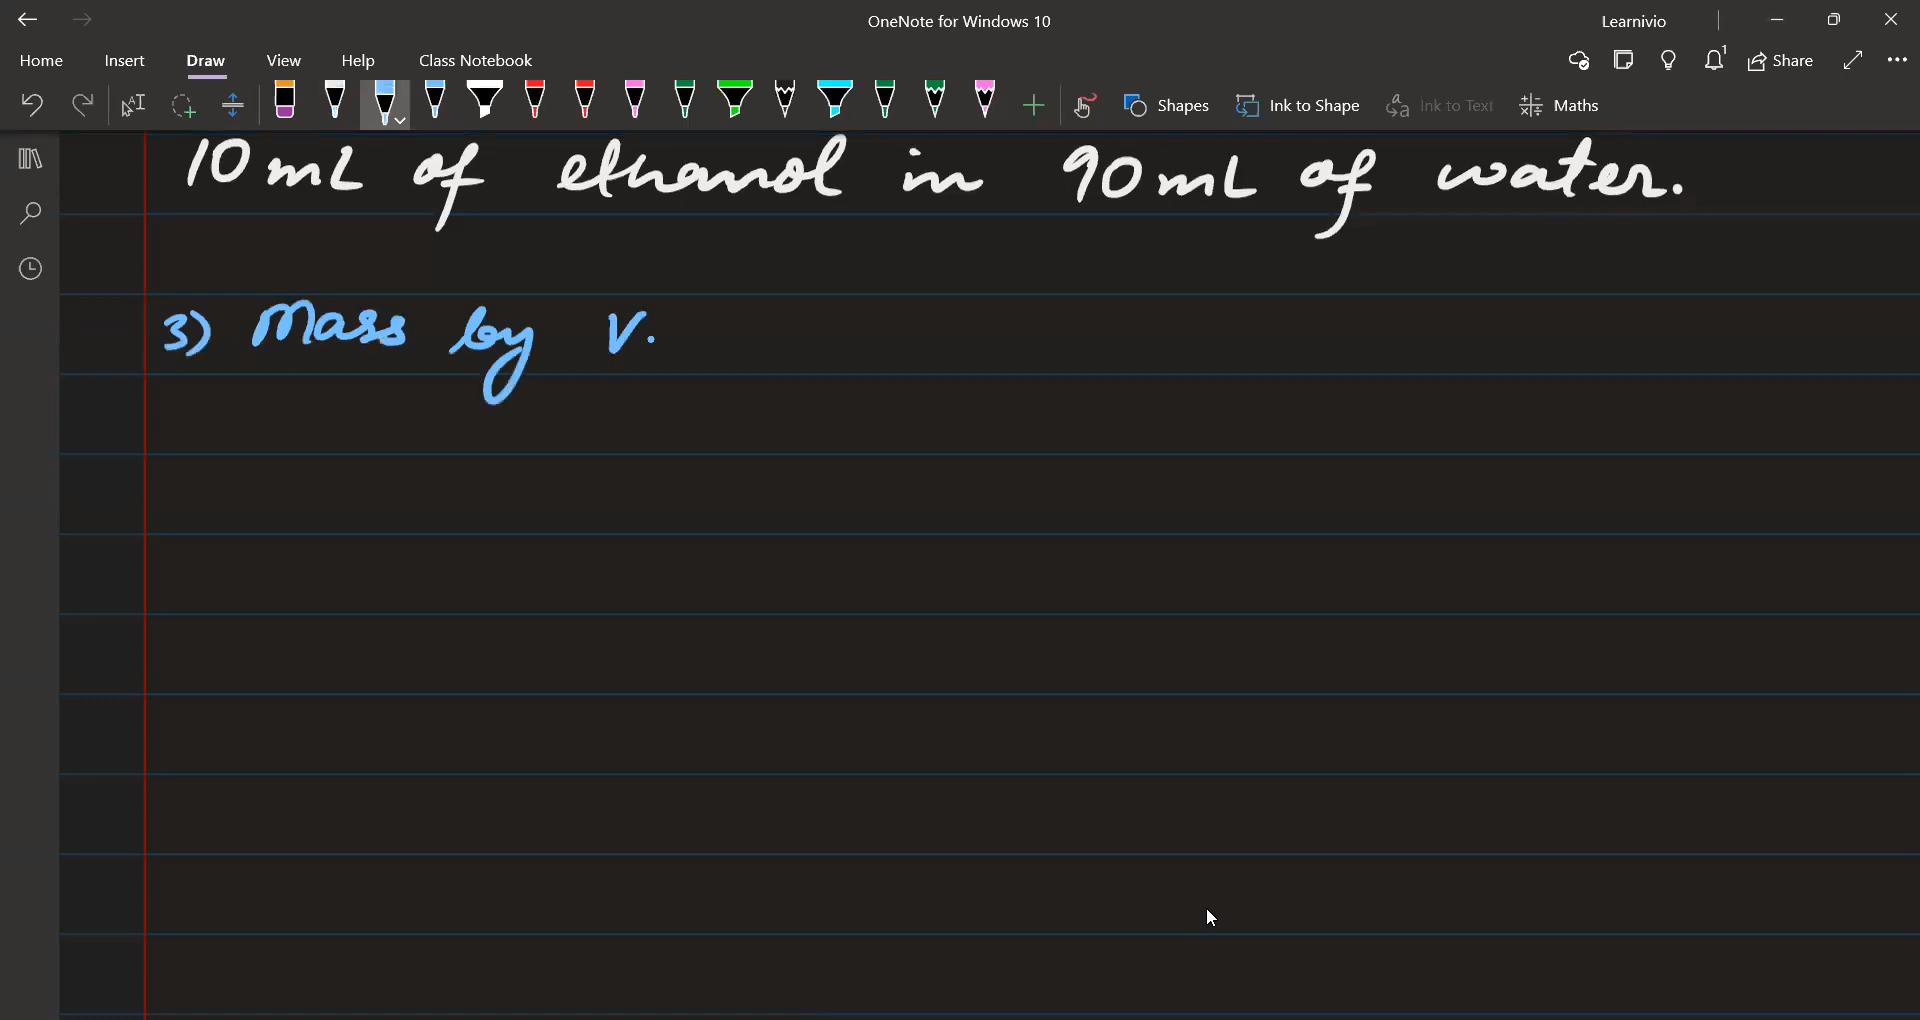 OneNote for Windows 10
Learnivio
Home Insert Draw View Help Class Notebook
1
Share
Shapes Ink to Shape Ink to Text Maths
10 mL of ethanol in 90 mL of water.
3) Mass by V.